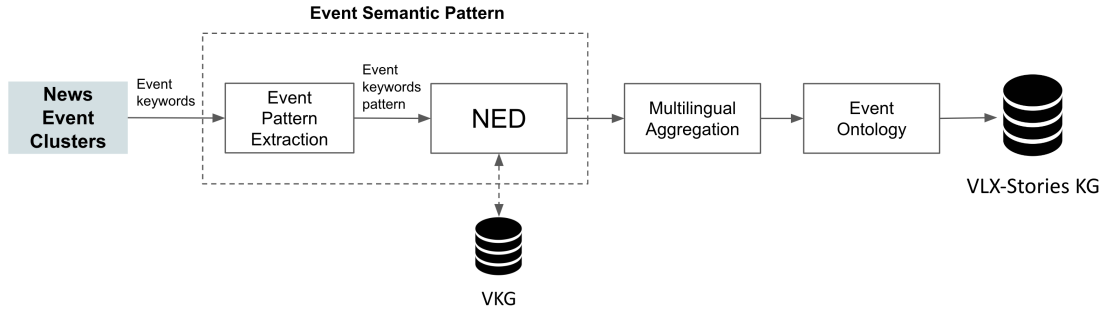 Event Semantic Pattern
News
Event
Clusters
Event
keywords
Event
Pattern
Extraction
Event
keywords
pattern
NED
Multilingual
Aggregation
Event
Ontology
VLX-Stories KG
VKG